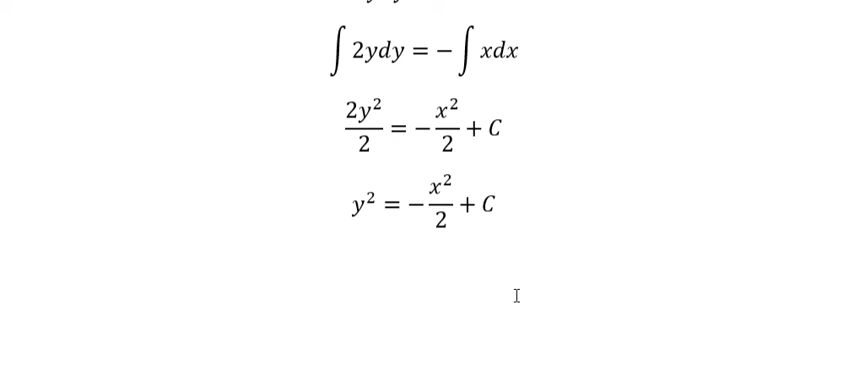 ∫ 2ydy = − ∫ xdx
2y²/2 = − x²/2 + C
y² = − x²/2 + C